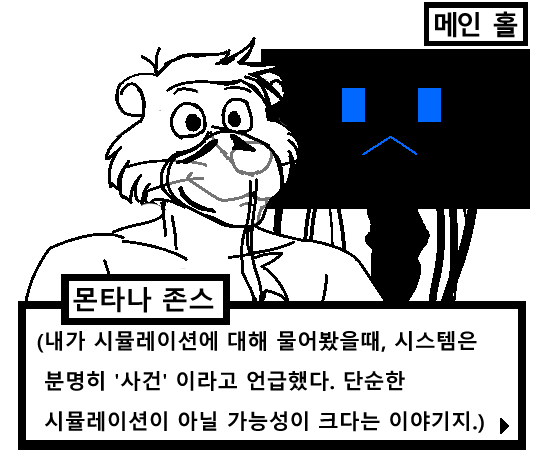 메인 홀
몬타나 존스
(내가 시뮬레이션에 대해 물어봤을때, 시스템은
분명히 '사건' 이라고 언급했다. 단순한
시뮬레이션이 아닐 가능성이 크다는 이야기지.)